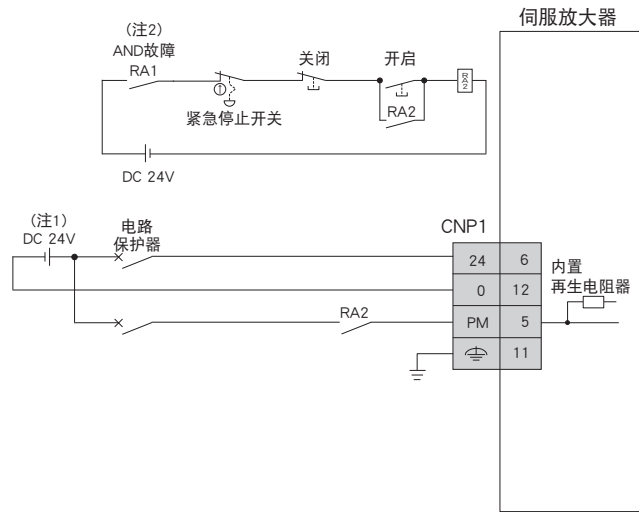 伺服放大器
(注2)
AND故障
RA1
关闭
开启
RA2
紧急停止开关
RA2
DC 24V
(注1)
DC 24V
电路
保护器
CNP1
24 6
内置
再生电阻器
0 12
RA2
PM 5
11